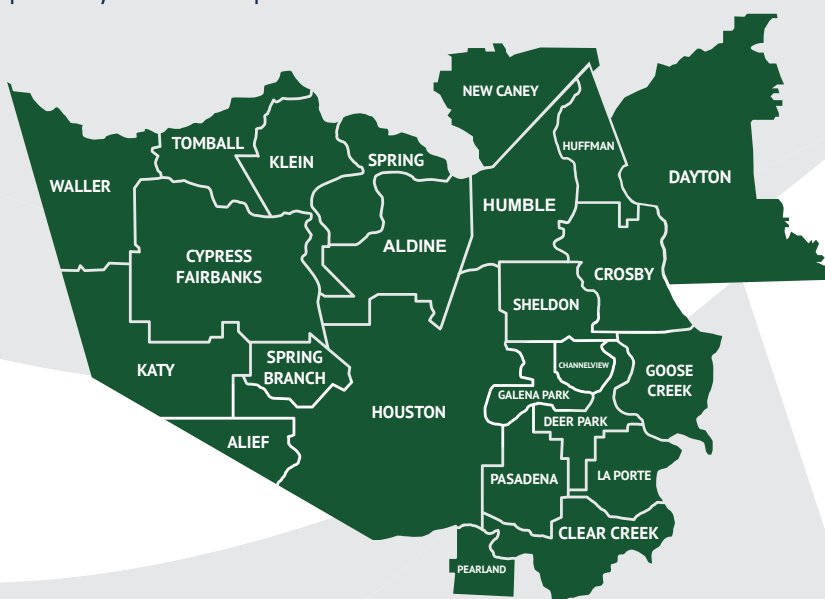 NEW CANEY
TOMBALL
HUFFMAN
KLEIN
SPRING
DAYTON
WALLER
HUMBLE
ALDINE
CYPRESS
FAIRBANKS
CROSBY
SHELDON
SPRING
BRANCH
CHANNELVIEW
KATY
GOOSE
CREEK
GALENA PARK
HOUSTON
DEER PARK
ALIEF
LA PORTE
PASADENA
CLEAR CREEK
PEARLAND